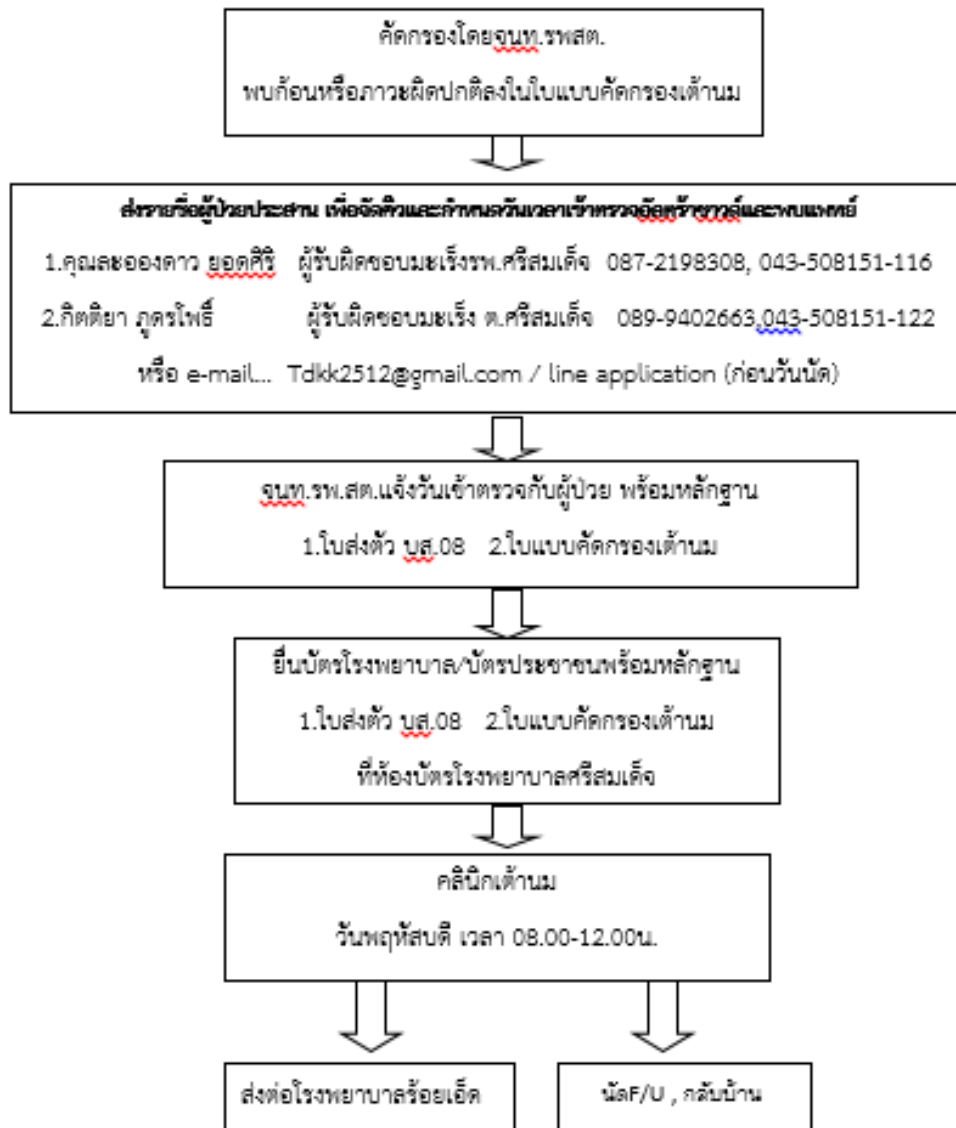 คัดกรองโดยจนท.รพสต.
พบก้อนหรือภาวะผิดปกติลงในใบแบบคัดกรองเต้านม
ส่งรายชื่อผู้ป่วยประสาน เพื่อจัดคิวและกำหนดวันเวลาเข้าตรวจอัลตร้าซาวด์และพบแพทย์
1.คุณละอองดาว ยอดศิริ ผู้รับผิดชอบมะเร็งรพ.ศรีสมเด็จ 087-2198308, 043-508151-116
2.กิตติยา ภูดรโพธิ์ ผู้รับผิดชอบมะเร็ง ต.ศรีสมเด็จ 089-9402663,043-508151-122
หรือ e-mail... Tdkk2512@gmail.com / line application (ก่อนวันนัด)
จนท.รพ.สต.แจ้งวันเข้าตรวจกับผู้ป่วย พร้อมหลักฐาน
1.ใบส่งตัว บส.08 2.ใบแบบคัดกรองเต้านม
ยื่นบัตรโรงพยาบาล/บัตรประชาชนพร้อมหลักฐาน
1.ใบส่งตัว บส.08 2.ใบแบบคัดกรองเต้านม
ที่ห้องบัตรโรงพยาบาลศรีสมเด็จ
คลินิกเต้านม
วันพฤหัสบดี เวลา 08.00-12.00น.
ส่งต่อโรงพยาบาลร้อยเอ็ด
นัดF/U , กลับบ้าน